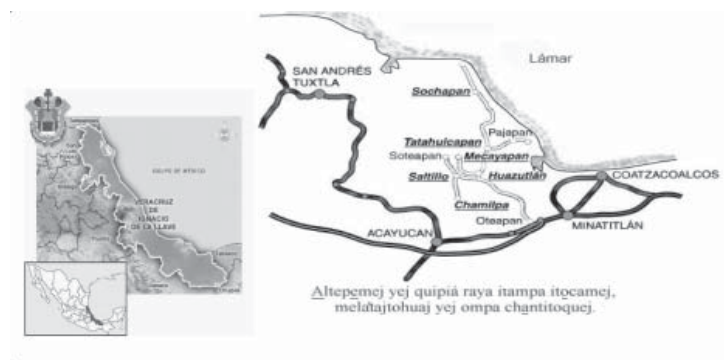 GOLFO DE MÉXICO
VERACRUZ
DE
IGNACIO
DE LA LLAVE
Lámar
SAN ANDRÉS
TUXTLA
Sochapan
Pajapan
Tatahuicapan
Soteapan
Mecayapan
Saltillo
Huazutlán
COATZACOALCOS
Chamilpa
Oteapan
MINATITLÁN
ACAYUCAN
Altepemej yej quipiá raya itampa itocamej,
melaꞌtajtohuaj yej ompa chantitoquej.